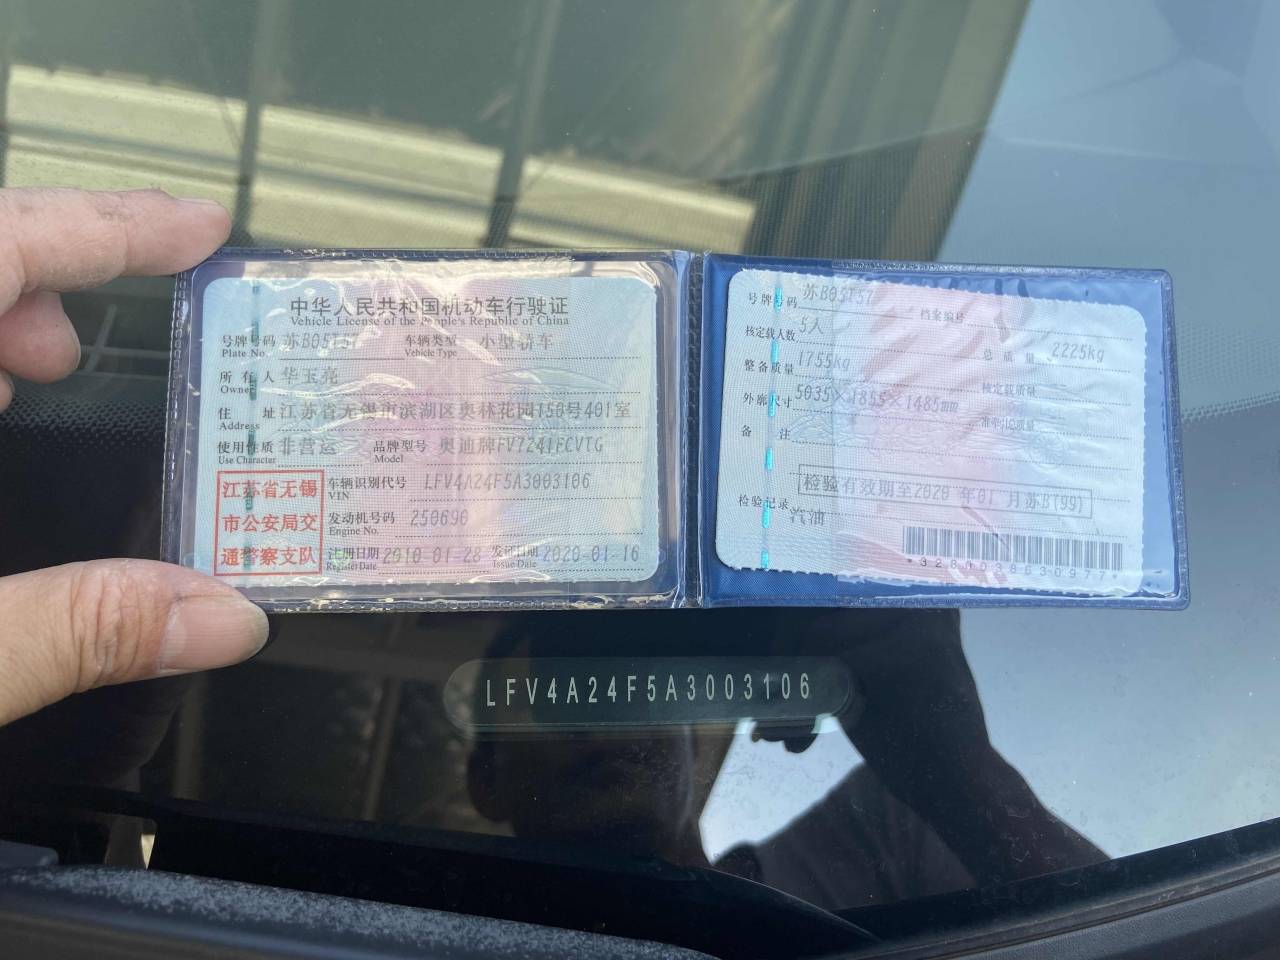 中华人民共和国机动车行驶证
Vehicle License of the People's Republic of China
号牌号码 苏B05T57 车辆类型 小型轿车
Plate No. Vehicle Type
所有人 华玉亮
Owner
住址 江苏省无锡市滨湖区奥林花园150号401室
Address
使用性质 非营运 品牌型号 奥迪牌FV7241FCVTG
Use Character Model
江苏省无锡
市公安局交
通警察支队
车辆识别代号 LFV4A24F5A3003106
VIN
发动机号码 250690
Engine No.
注册日期 2010-01-28 发证日期 2020-01-16
Register Date Issue Date
号牌号码 苏B05T57 档案编号
核定载人数 5人 总质量 2225kg
整备质量 1755kg 核定载质量
外廓尺寸 5035×1855×1485mm 准牵引总质量
备注
检验有效期至2020年01月苏B(99)
检验记录
汽油
*3280038630977*
LFV4A24F5A3003106